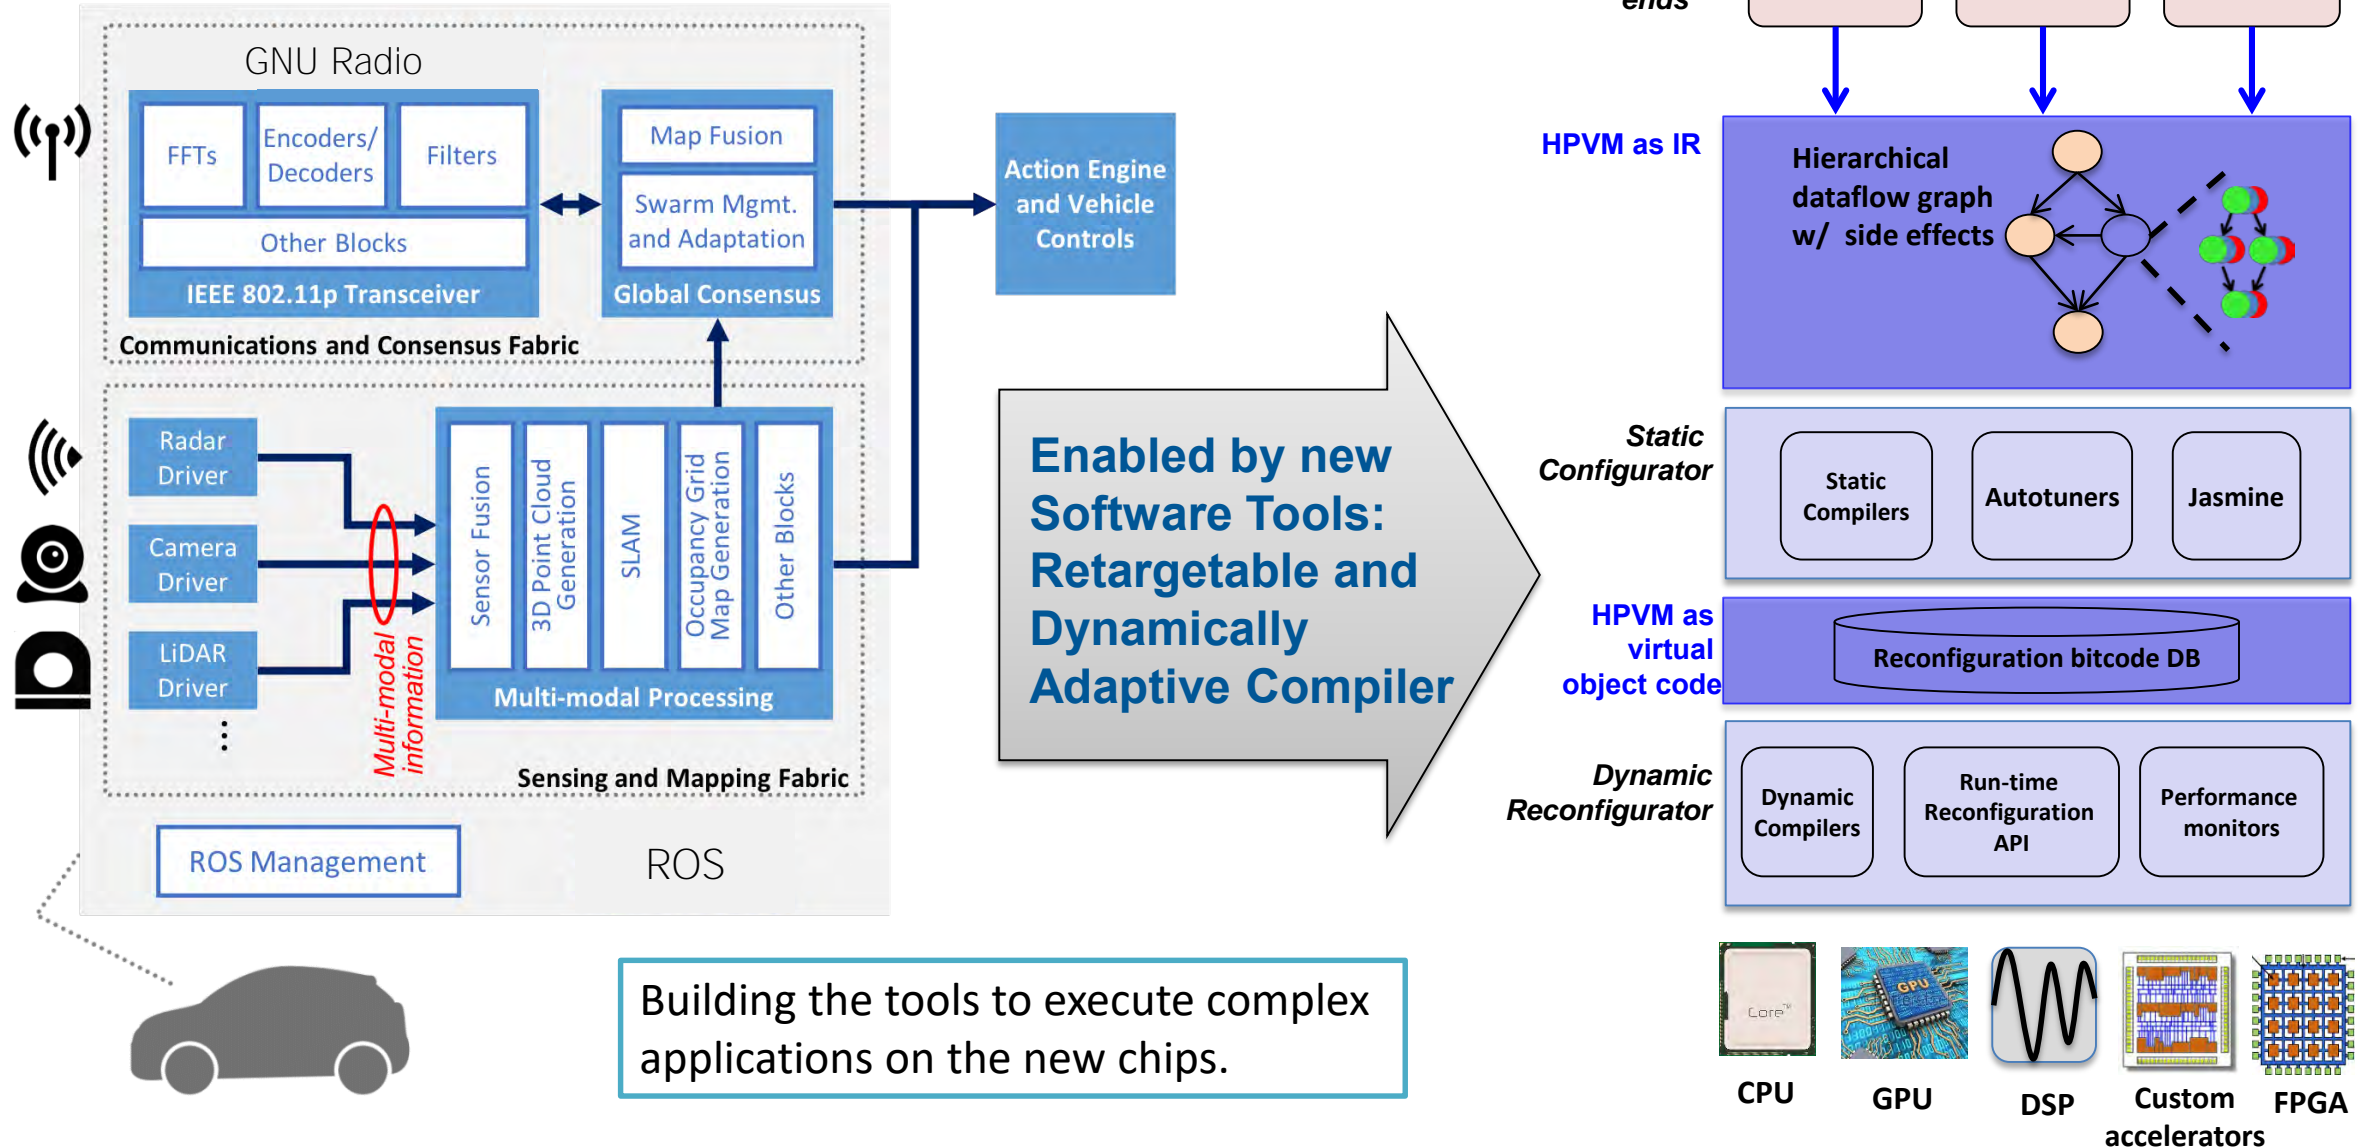 GNU Radio
FFTs
Encoders/
Decoders
Filters
Other Blocks
IEEE 802.11p Transceiver
Map Fusion
Swarm Mgmt.
and Adaptation
Global Consensus
Communications and Consensus Fabric
Action Engine
and Vehicle
Controls
Radar
Driver
Camera
Driver
LiDAR
Driver
Multi-modal
information
Sensor Fusion
3D Point Cloud
Generation
SLAM
Occupancy Grid
Map Generation
Other Blocks
Multi-modal Processing
Sensing and Mapping Fabric
ROS Management
ROS
Enabled by new
Software Tools:
Retargetable and
Dynamically
Adaptive Compiler
Building the tools to execute complex
applications on the new chips.
ends
HPVM as IR
Hierarchical
dataflow graph
w/ side effects
Static
Configurator
Static
Compilers
Autotuners
Jasmine
HPVM as
virtual
object code
Reconfiguration bitcode DB
Dynamic
Reconfigurator
Dynamic
Compilers
Run-time
Reconfiguration
API
Performance
monitors
Core™
GPU
CPU
GPU
DSP
Custom
accelerators
FPGA